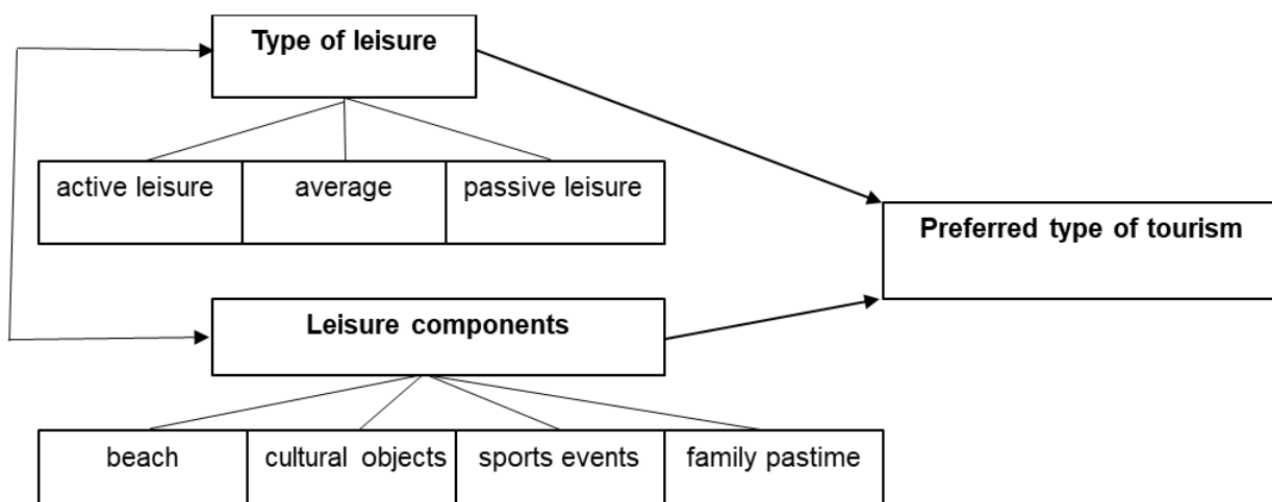 Type of leisure
active leisure
average
passive leisure
Preferred type of tourism
Leisure components
beach
cultural objects
sports events
family pastime